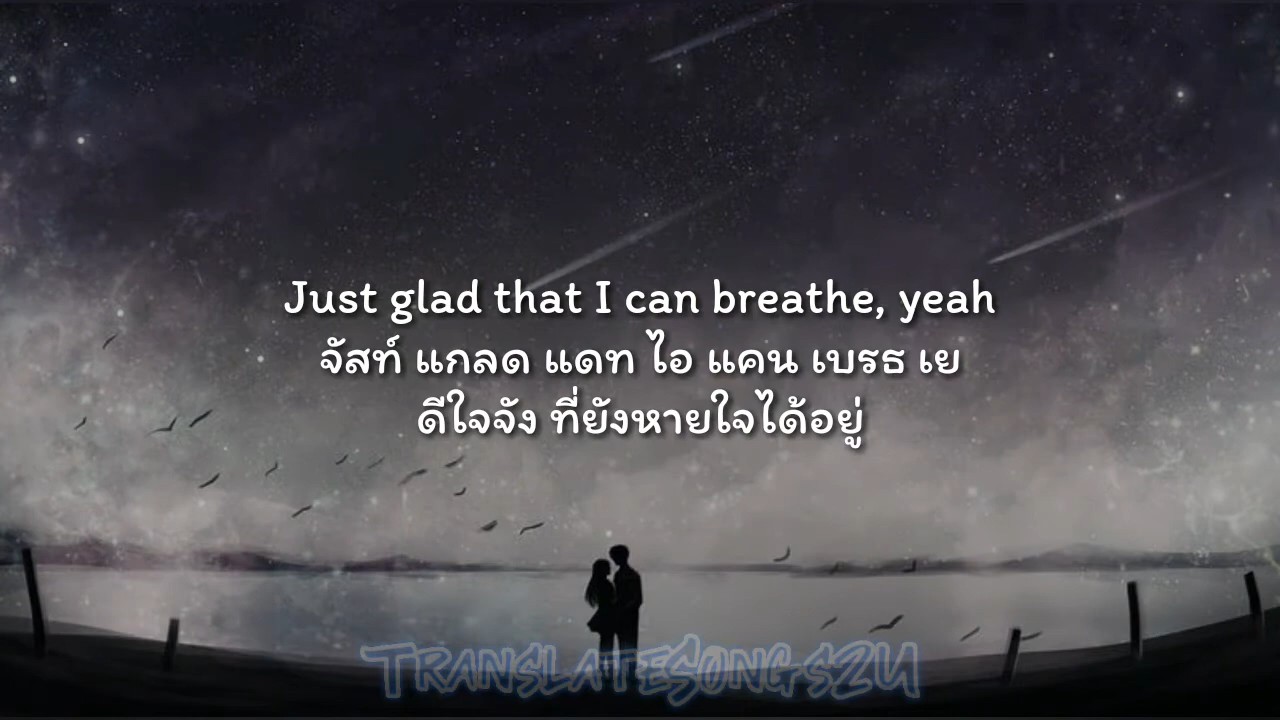 Just glad that I can breathe, yeah
จัสท์ แกลด แดท ไอ แคน เบรธ เย
ดีใจจัง ที่ยังหายใจได้อยู่
TRANSLATESONGS2U